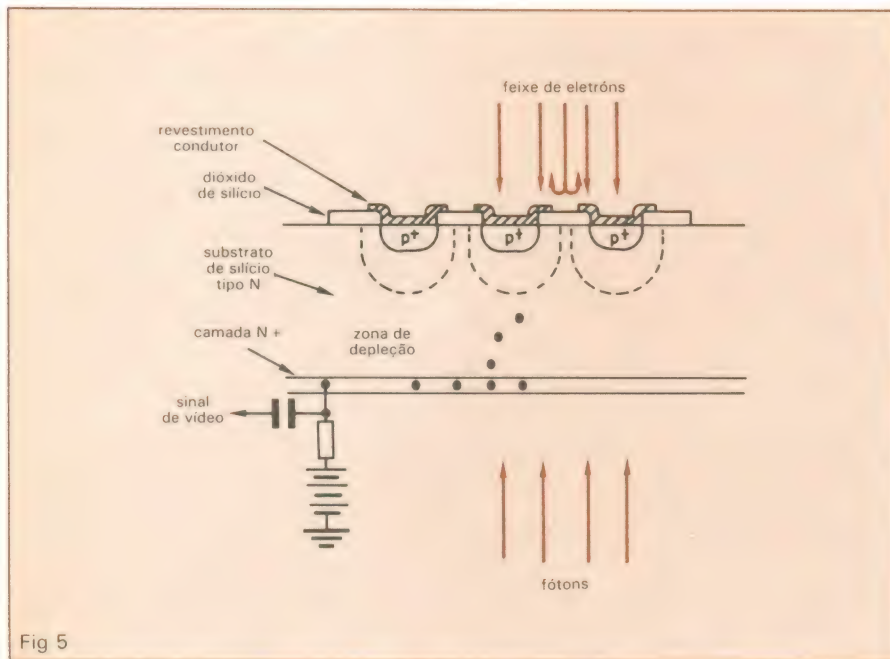 feixe de eletróns
revestimento
condutor
dióxido
de silício
p+ p+ p+
substrato
de silício
tipo N
camada N +
zona de
depleção
sinal
de vídeo
fótons
Fig 5